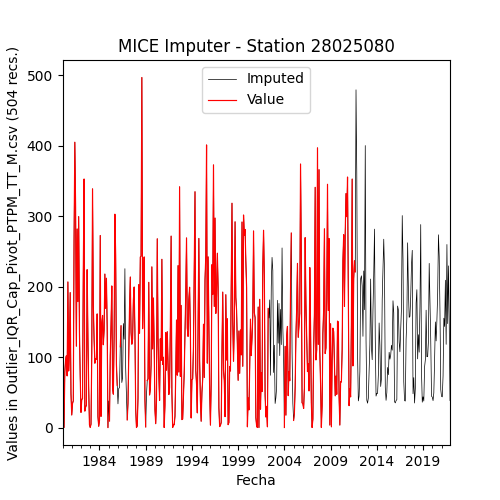 MICE Imputer - Station 28025080
Values in Outlier_IQR_Cap_Pivot_PTPM_TT_M.csv (504 recs.)
500
400
300
200
100
0
Imputed
Value
1984 1989 1994 1999 2004 2009 2014 2019
Fecha